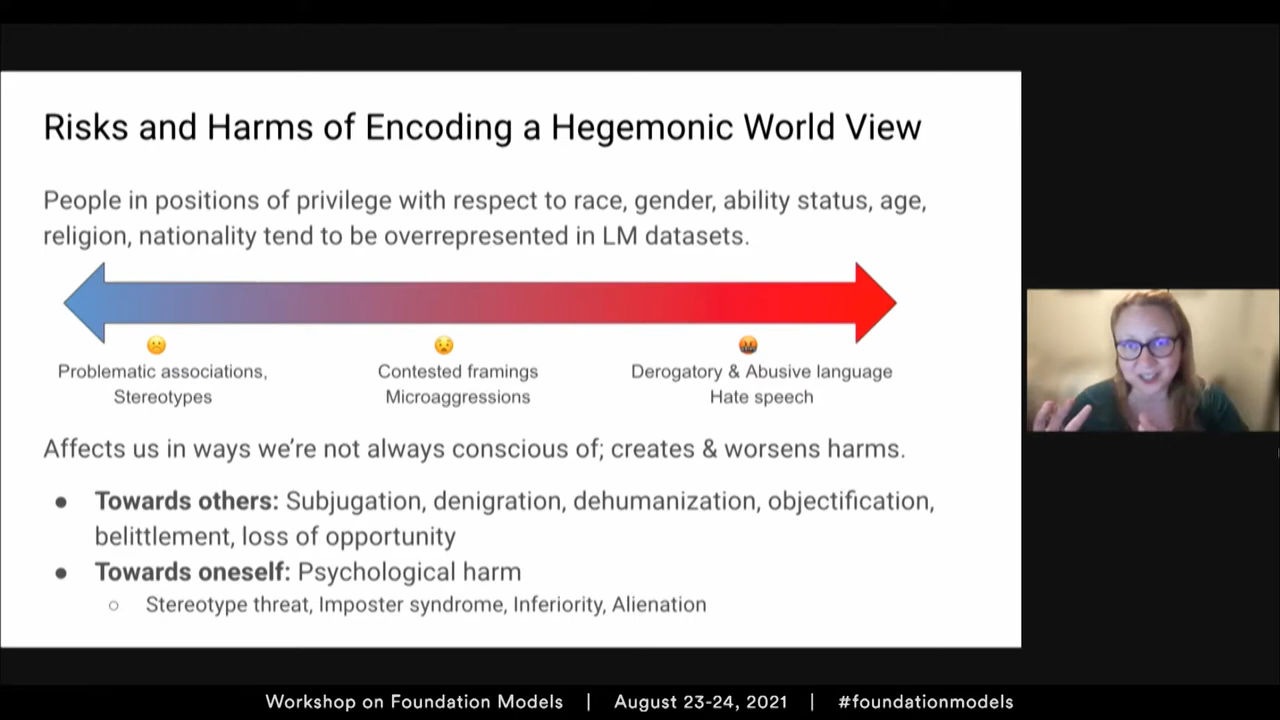 Risks and Harms of Encoding a Hegemonic World View
People in positions of privilege with respect to race, gender, ability status, age,
religion, nationality tend to be overrepresented in LM datasets.
Problematic associations,
Stereotypes
Contested framings
Microaggressions
Derogatory & Abusive language
Hate speech
Affects us in ways we’re not always conscious of; creates & worsens harms.
● Towards others: Subjugation, denigration, dehumanization, objectification,
belittlement, loss of opportunity
● Towards oneself: Psychological harm
○ Stereotype threat, Imposter syndrome, Inferiority, Alienation
Workshop on Foundation Models | August 23-24, 2021 | #foundationmodels